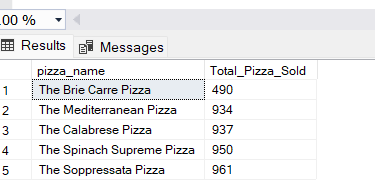 .00 %
Results Messages
pizza_name Total_Pizza_Sold
1 The Brie Carre Pizza 490
2 The Mediterranean Pizza 934
3 The Calabrese Pizza 937
4 The Spinach Supreme Pizza 950
5 The Soppressata Pizza 961